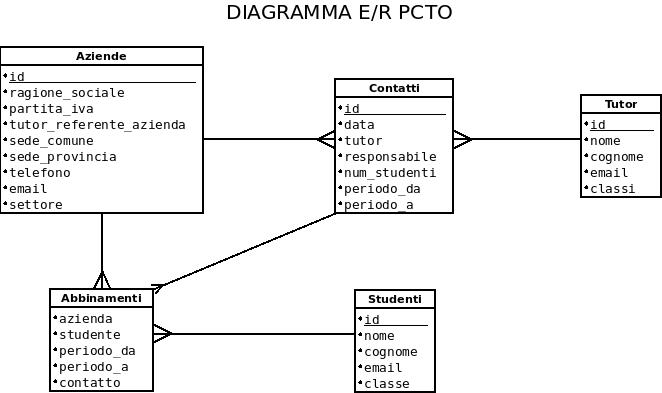 DIAGRAMMA E/R PCTO
Aziende
id
ragione_sociale
partita_iva
tutor_referente_azienda
sede_comune
sede_provincia
telefono
email
settore
Contatti
id
data
tutor
responsabile
num_studenti
periodo_da
periodo_a
Tutor
id
nome
cognome
email
classi
Abbinamenti
azienda
studente
periodo_da
periodo_a
contatto
Studenti
id
nome
cognome
email
classe